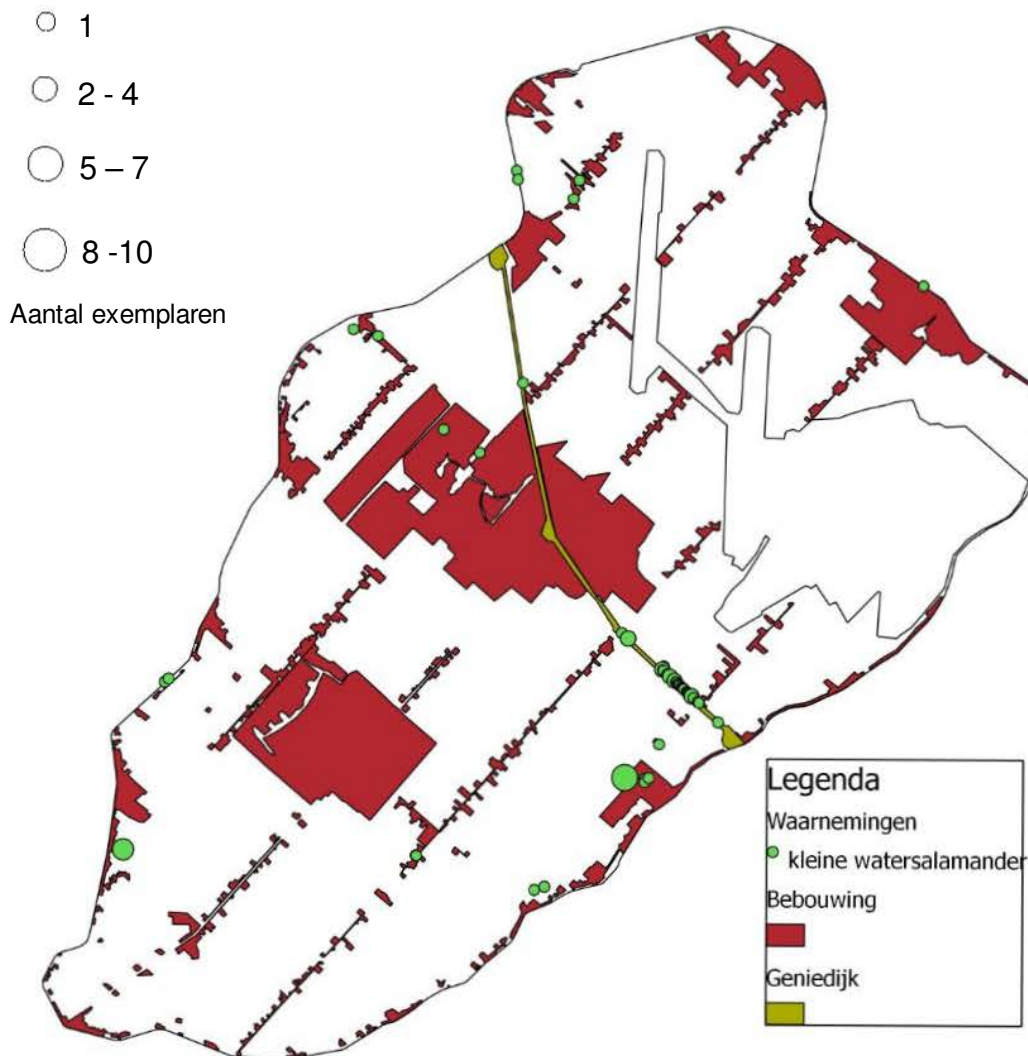 1
2 - 4
5 – 7
8 -10
Aantal exemplaren
Legenda
Waarnemingen
kleine watersalamander
Bebouwing
Geniedijk